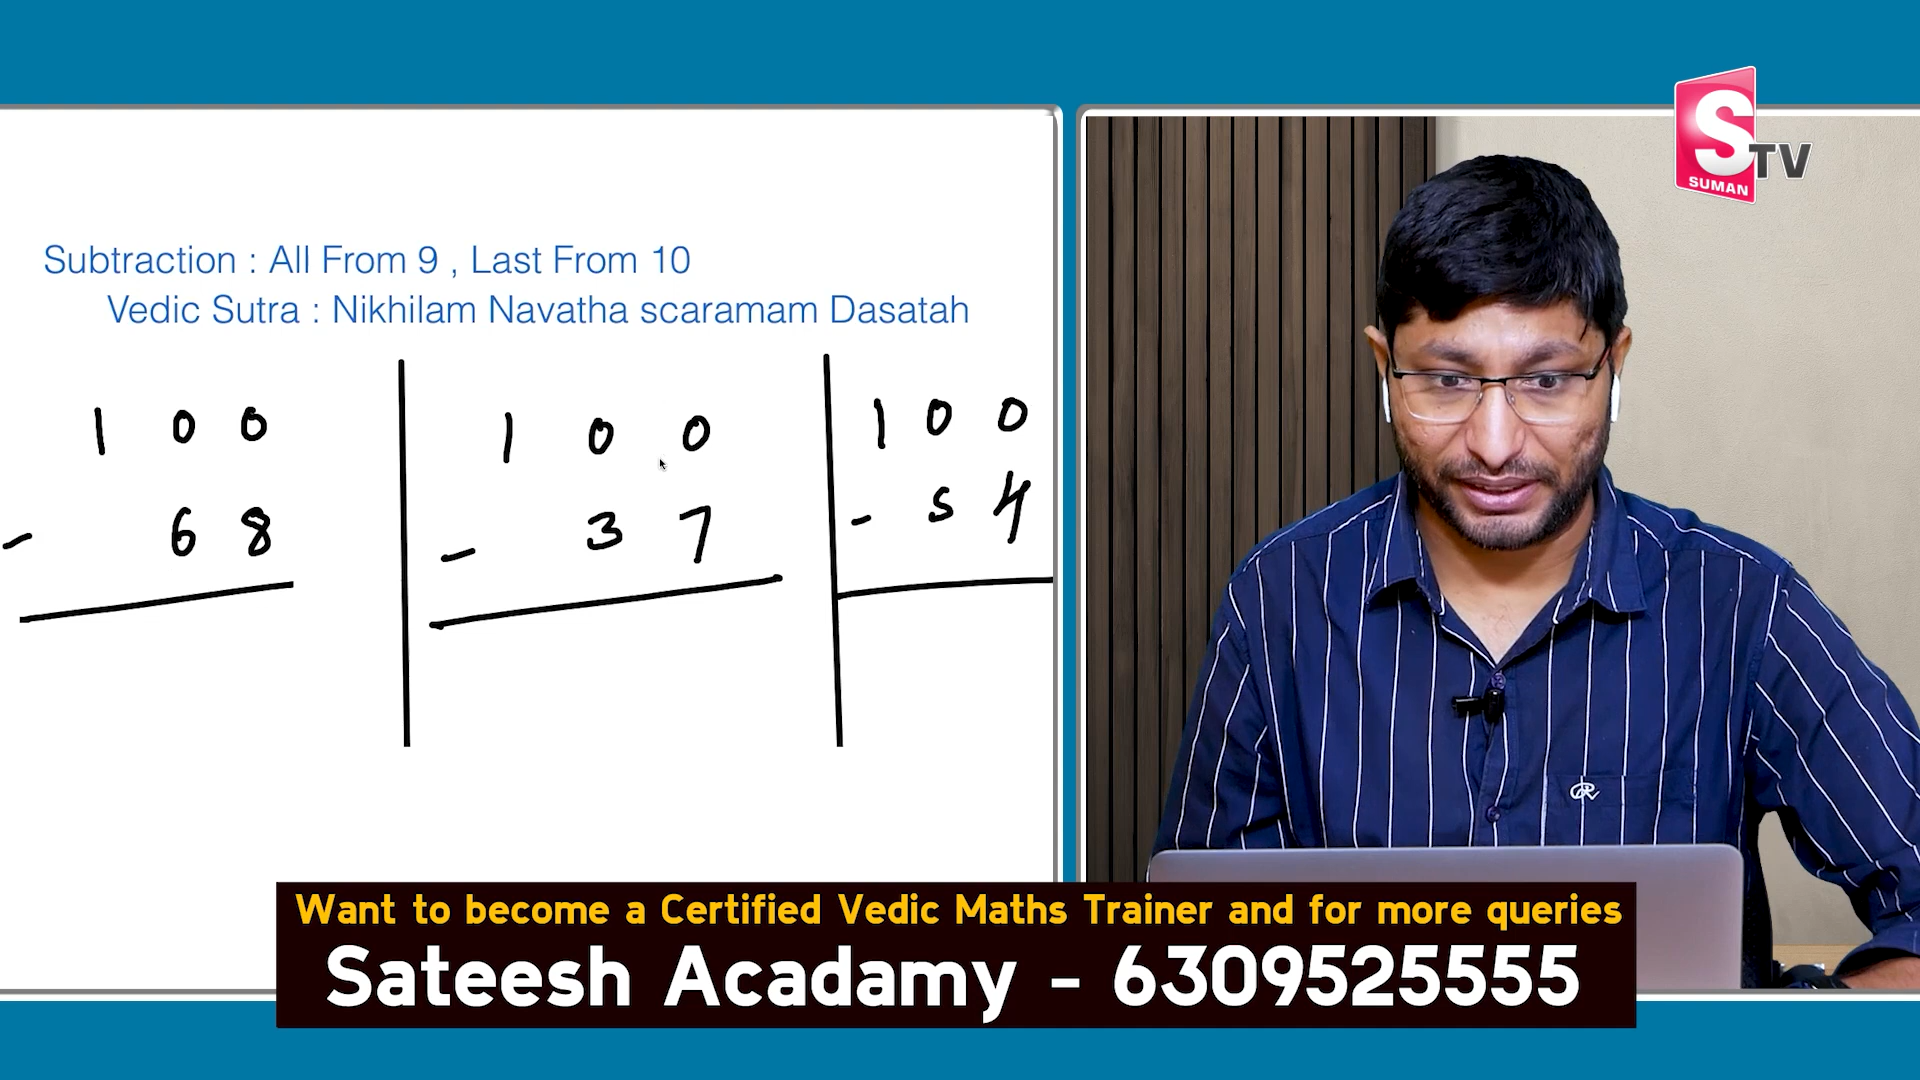 S
TV
SUMAN
Subtraction : All From 9 , Last From 10
Vedic Sutra : Nikhilam Navatha scaramam Dasatah
1 0 0
- 6 8
1 0 0
- 3 7
1 0 0
- 5 4
Want to become a Certified Vedic Maths Trainer and for more queries
Sateesh Acadamy - 6309525555